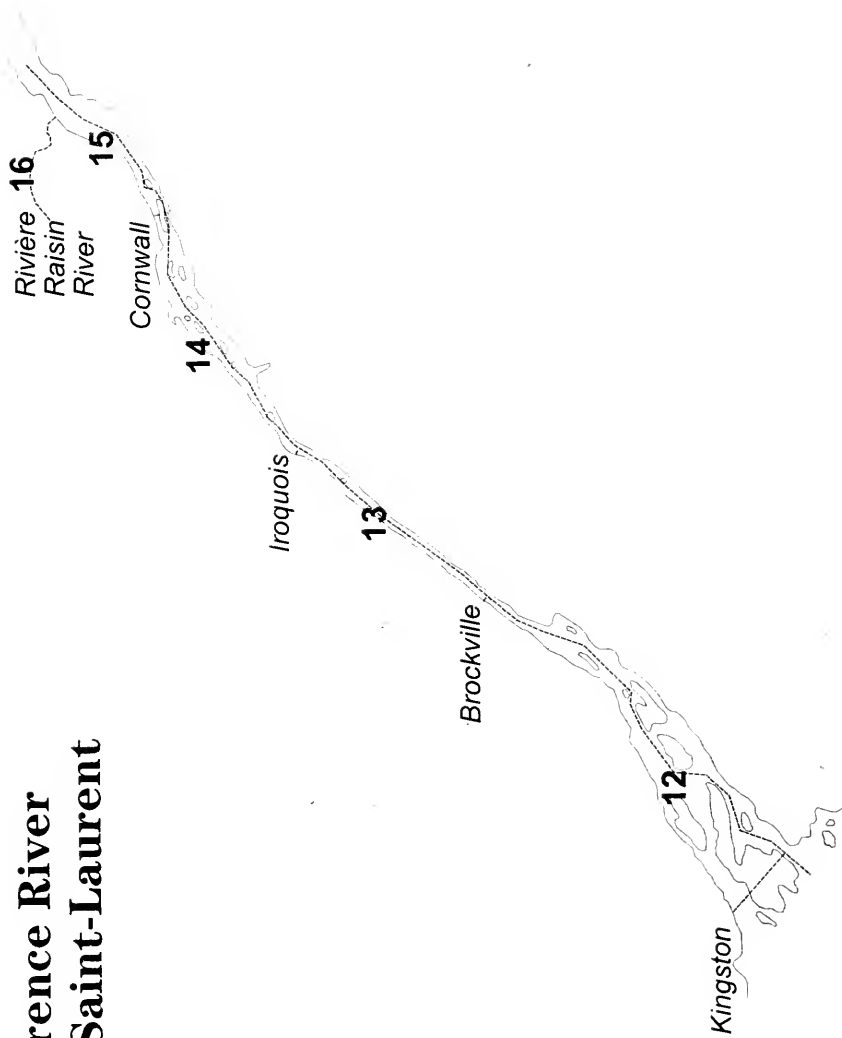 rence River
Saint-Laurent
Rivière
Raisin
River
16
15
Cornwall
14
Iroquois
13
Brockville
12
Kingston